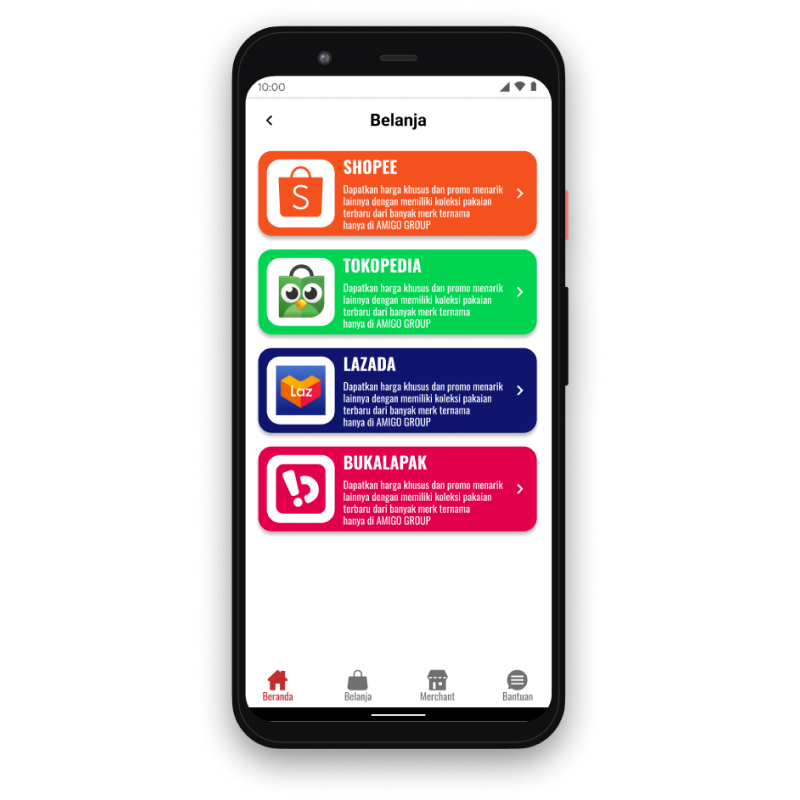 10:00
Belanja
SHOPEE
Dapatkan harga khusus dan promo menarik
lainnya dengan memiliki koleksi pakaian
terbaru dari banyak merk ternama
hanya di AMIGO GROUP
S
TOKOPEDIA
Dapatkan harga khusus dan promo menarik
lainnya dengan memiliki koleksi pakaian
terbaru dari banyak merk ternama
hanya di AMIGO GROUP
LAZADA
Dapatkan harga khusus dan promo menarik
lainnya dengan memiliki koleksi pakaian
terbaru dari banyak merk ternama
hanya di AMIGO GROUP
Laz
BUKALAPAK
Dapatkan harga khusus dan promo menarik
lainnya dengan memiliki koleksi pakaian
terbaru dari banyak merk ternama
hanya di AMIGO GROUP
Beranda
Belanja
Merchant
Bantuan